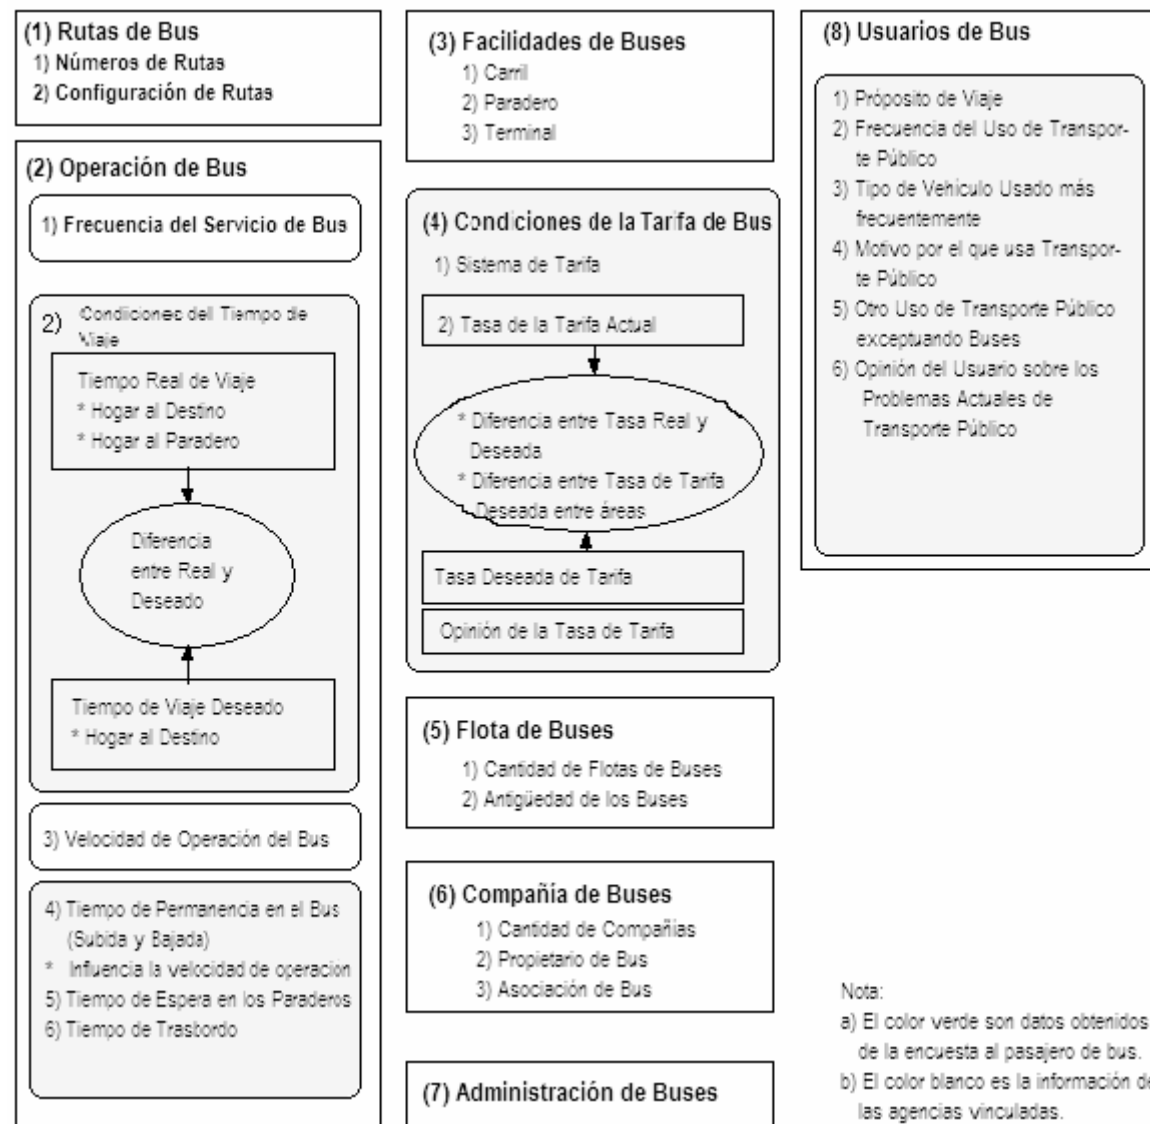 (1) Rutas de Bus
1) Números de Rutas
2) Configuración de Rutas
(2) Operación de Bus
1) Frecuencia del Servicio de Bus
2) Condiciones del Tiempo de
Viaje
Tiempo Real de Viaje
* Hogar al Destino
* Hogar al Paradero
Diferencia
entre Real y
Deseado
Tiempo de Viaje Deseado
* Hogar al Destino
3) Velocidad de Operación del Bus
4) Tiempo de Permanencia en el Bus
(Subida y Bajada)
* Influencia la velocidad de operación
5) Tiempo de Espera en los Paraderos
6) Tiempo de Trasbordo
(3) Facilidades de Buses
1) Carril
2) Paradero
3) Terminal
(4) Condiciones de la Tarifa de Bus
1) Sistema de Tarifa
2) Tasa de la Tarifa Actual
* Diferencia entre Tasa Real y
Deseada
* Diferencia entre Tasa de Tarifa
Deseada entre áreas
Tasa Deseada de Tarifa
Opinión de la Tasa de Tarifa
(5) Flota de Buses
1) Cantidad de Flotas de Buses
2) Antigüedad de los Buses
(6) Compañía de Buses
1) Cantidad de Compañias
2) Propietario de Bus
3) Asociación de Bus
(7) Administración de Buses
(8) Usuarios de Bus
1) Próposito de Viaje
2) Frecuencia del Uso de Transpor-
te Público
3) Tipo de Vehículo Usado más
frecuentemente
4) Motivo por el que usa Transpor-
te Público
5) Otro Uso de Transporte Público
exceptuando Buses
6) Opinión del Usuario sobre los
Problemas Actuales de
Transporte Público
Nota:
a) El color verde son datos obtenidos
de la encuesta al pasajero de bus.
b) El color blanco es la información de
las agencias vinculadas.